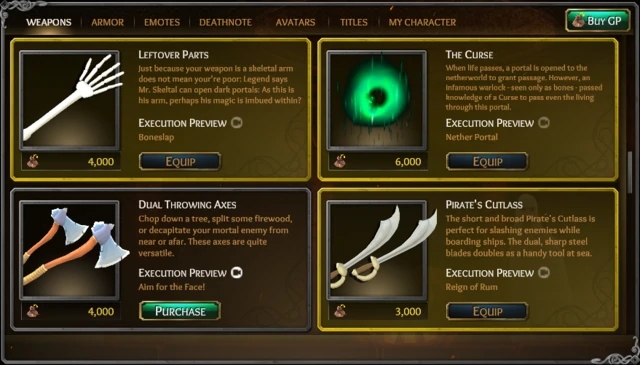 WEAPONS ARMOR EMOTES DEATHNOTE AVATARS TITLES MY CHARACTER BUY GP
LEFTOVER PARTS
Just because your weapon is a skeletal arm
does not mean your're poor: Legend says
Mr. Skeltal can open dark portals: As this is
his arm, perhaps his magic is imbued within?
EXECUTION PREVIEW
Boneslap
4,000 EQUIP
THE CURSE
When life passes, a portal is opened to the
netherworld to grant passage. However, an
infamous warlock - seen only as bones - passed
knowledge of a Curse to pass even the living
through this portal.
EXECUTION PREVIEW
Nether Portal
6,000 EQUIP
DUAL THROWING AXES
Chop down a tree, split some firewood,
or decapitate your mortal enemy from
near or afar. These axes are quite
versatile.
EXECUTION PREVIEW
Aim for the Face!
4,000 PURCHASE
PIRATE'S CUTLASS
The short and broad Pirate's Cutlass is
perfect for slashing enemies while
boarding ships. The dual, sharp steel
blades doubles as a handy tool at sea.
EXECUTION PREVIEW
Reign of Rum
3,000 EQUIP